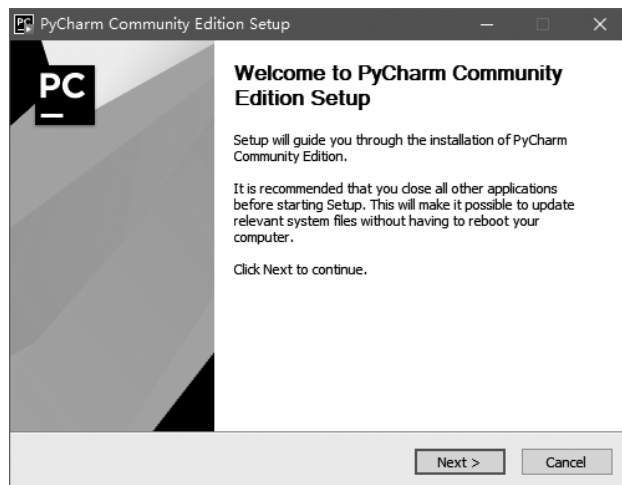 PyCharm Community Edition Setup
PC
Welcome to PyCharm Community
Edition Setup
Setup will guide you through the installation of PyCharm
Community Edition.
It is recommended that you close all other applications
before starting Setup. This will make it possible to update
relevant system files without having to reboot your
computer.
Click Next to continue.
Next >
Cancel